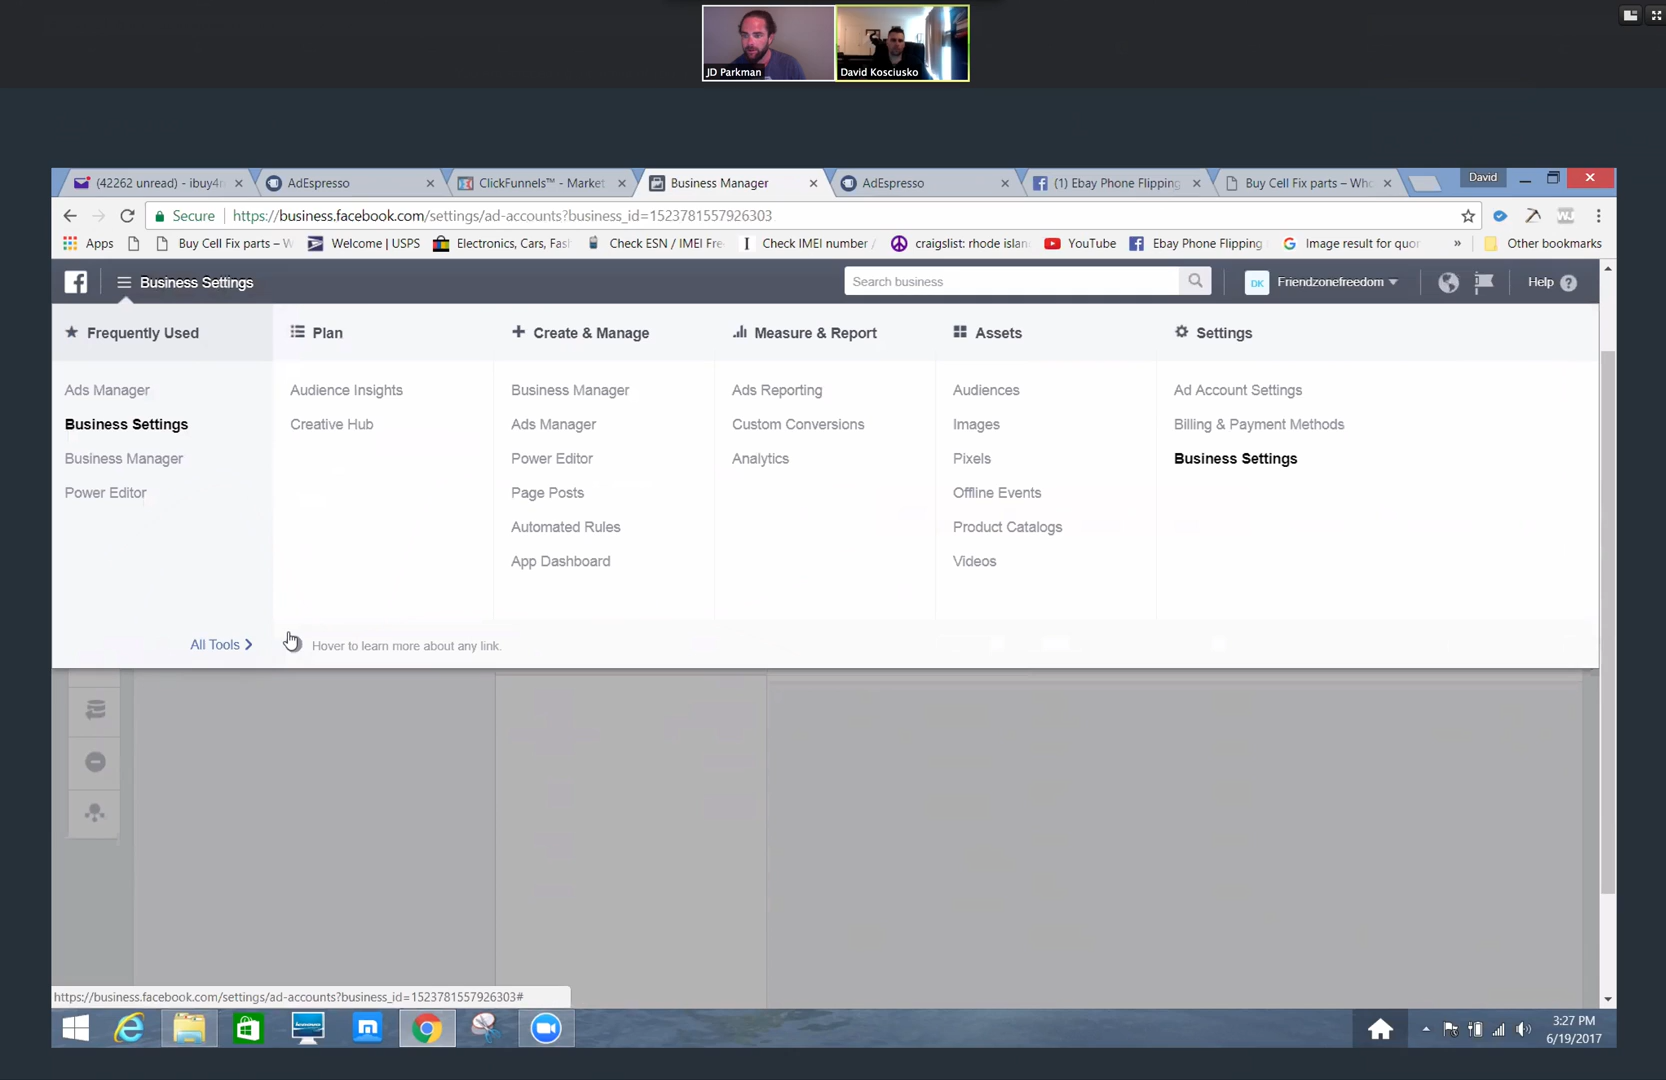 JD Parkman
David Kosciusko
(42262 unread) - ibuy4r
AdEspresso
ClickFunnels™ - Market
Business Manager
AdEspresso
(1) Ebay Phone Flipping
Buy Cell Fix parts – Who
David
Secure
https://business.facebook.com/settings/ad-accounts?business_id=1523781557926303
Apps
Buy Cell Fix parts – W
Welcome | USPS
Electronics, Cars, Fash
Check ESN / IMEI Fre
Check IMEI number /
craigslist: rhode island
YouTube
Ebay Phone Flipping
Image result for quor
»
Other bookmarks
Business Settings
Search business
DK
Friendzonefreedom
Help
Frequently Used
Plan
Create & Manage
Measure & Report
Assets
Settings
Ads Manager
Audience Insights
Business Manager
Ads Reporting
Audiences
Ad Account Settings
Business Settings
Creative Hub
Ads Manager
Custom Conversions
Images
Billing & Payment Methods
Business Manager
Power Editor
Analytics
Pixels
Business Settings
Power Editor
Page Posts
Offline Events
Automated Rules
Product Catalogs
App Dashboard
Videos
All Tools
Hover to learn more about any link.
https://business.facebook.com/settings/ad-accounts?business_id=1523781557926303#
3:27 PM
6/19/2017